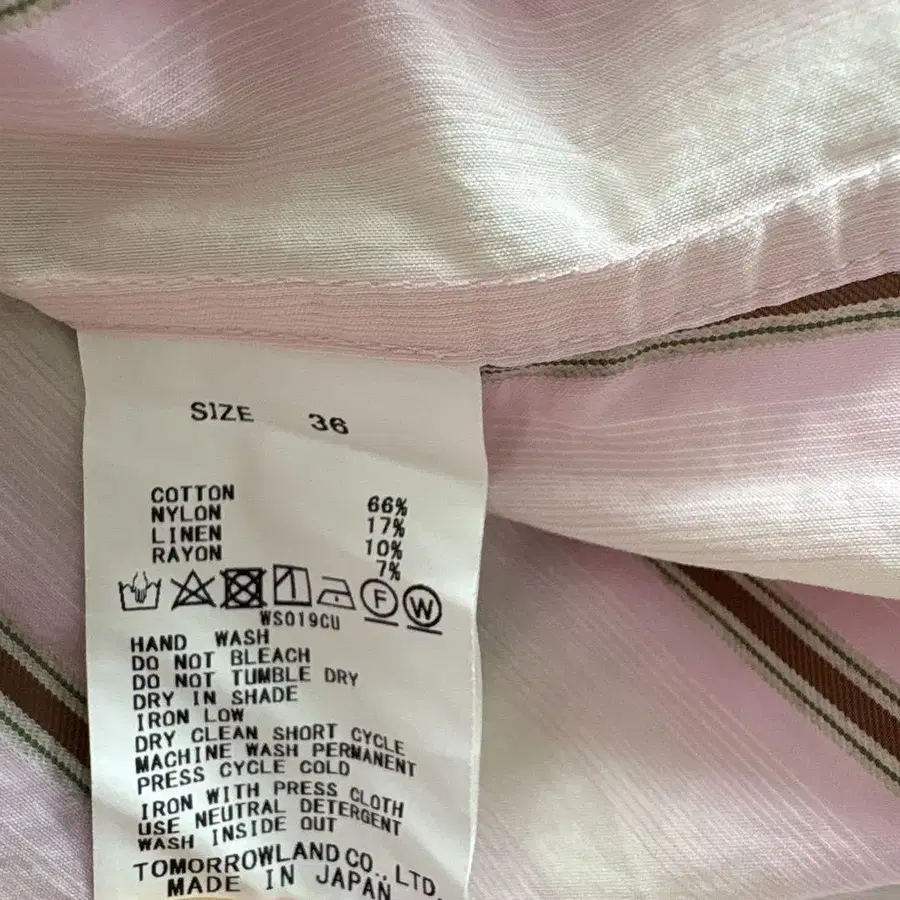 SIZE 36
COTTON 66%
NYLON 17%
LINEN 10%
RAYON 7%
F W
WS019CU
HAND WASH
DO NOT BLEACH
DO NOT TUMBLE DRY
DRY IN SHADE
IRON LOW
DRY CLEAN SHORT CYCLE
MACHINE WASH PERMANENT
PRESS CYCLE COLD
IRON WITH PRESS CLOTH
USE NEUTRAL DETERGENT
WASH INSIDE OUT
TOMORROWLAND CO., LTD.
MADE IN JAPAN